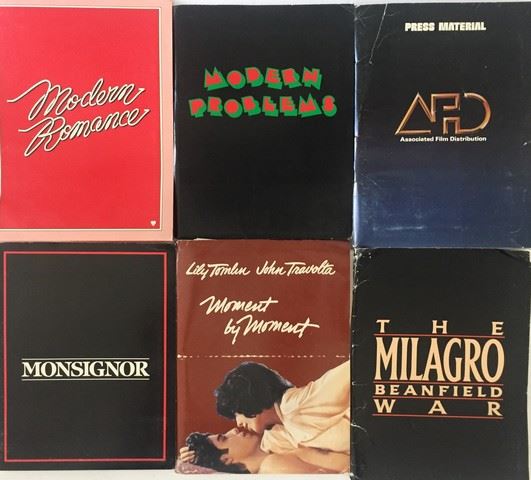 Modern
Romance
MODERN
PROBLEMS
PRESS MATERIAL
AFD
Associated Film Distribution
MONSIGNOR
Lily Tomlin John Travolta
Moment
by Moment
THE
MILAGRO
BEANFIELD
WAR